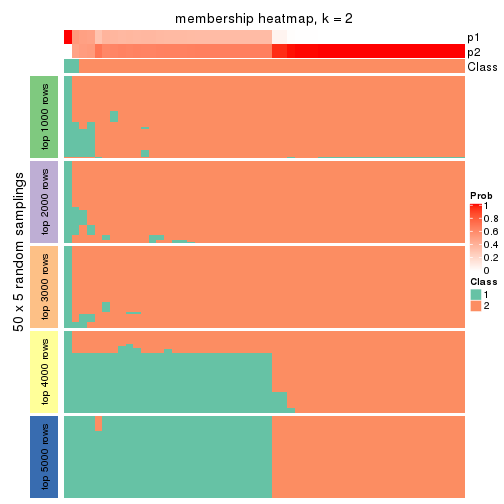 membership heatmap, k = 2
p1
p2
Class
50 x 5 random samplings
top 1000 rows
top 2000 rows
top 3000 rows
top 4000 rows
top 5000 rows
Prob
1
0.8
0.6
0.4
0.2
0
Class
1
2